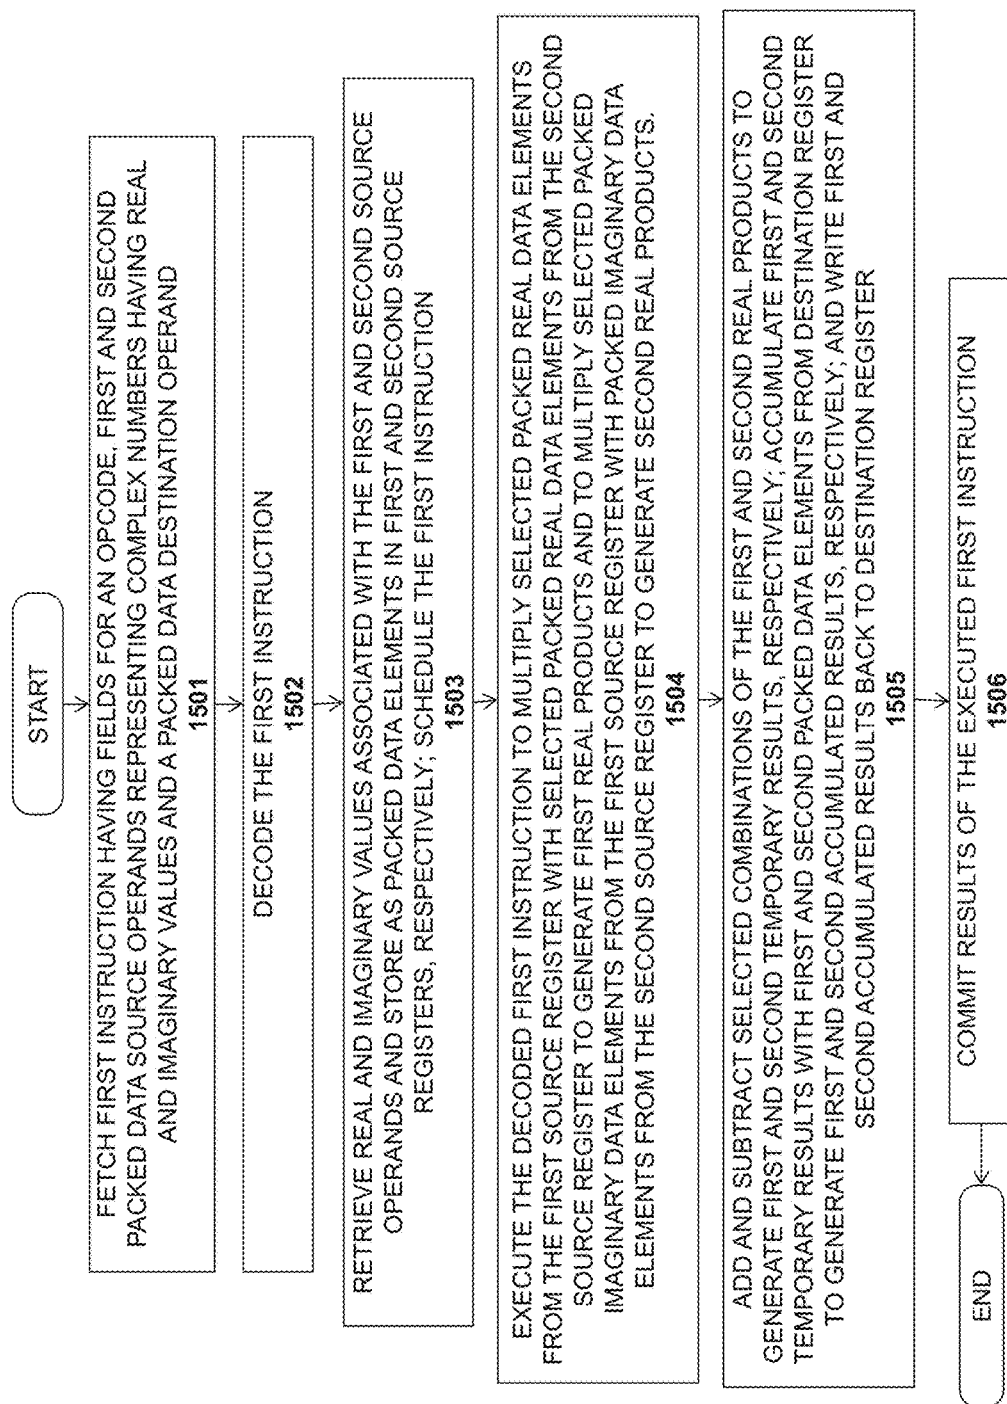 START
FETCH FIRST INSTRUCTION HAVING FIELDS FOR AN OPCODE, FIRST AND SECOND
PACKED DATA SOURCE OPERANDS REPRESENTING COMPLEX NUMBERS HAVING REAL
AND IMAGINARY VALUES AND A PACKED DATA DESTINATION OPERAND
1501
DECODE THE FIRST INSTRUCTION
1502
RETRIEVE REAL AND IMAGINARY VALUES ASSOCIATED WITH THE FIRST AND SECOND SOURCE
OPERANDS AND STORE AS PACKED DATA ELEMENTS IN FIRST AND SECOND SOURCE
REGISTERS, RESPECTIVELY; SCHEDULE THE FIRST INSTRUCTION
1503
EXECUTE THE DECODED FIRST INSTRUCTION TO MULTIPLY SELECTED PACKED REAL DATA ELEMENTS
FROM THE FIRST SOURCE REGISTER WITH SELECTED PACKED REAL DATA ELEMENTS FROM THE SECOND
SOURCE REGISTER TO GENERATE FIRST REAL PRODUCTS AND TO MULTIPLY SELECTED PACKED
IMAGINARY DATA ELEMENTS FROM THE FIRST SOURCE REGISTER WITH PACKED IMAGINARY DATA
ELEMENTS FROM THE SECOND SOURCE REGISTER TO GENERATE SECOND REAL PRODUCTS.
1504
ADD AND SUBTRACT SELECTED COMBINATIONS OF THE FIRST AND SECOND REAL PRODUCTS TO
GENERATE FIRST AND SECOND TEMPORARY RESULTS, RESPECTIVELY; ACCUMULATE FIRST AND SECOND
TEMPORARY RESULTS WITH FIRST AND SECOND PACKED DATA ELEMENTS FROM DESTINATION REGISTER
TO GENERATE FIRST AND SECOND ACCUMULATED RESULTS, RESPECTIVELY; AND WRITE FIRST AND
SECOND ACCUMULATED RESULTS BACK TO DESTINATION REGISTER
1505
COMMIT RESULTS OF THE EXECUTED FIRST INSTRUCTION
1506
END